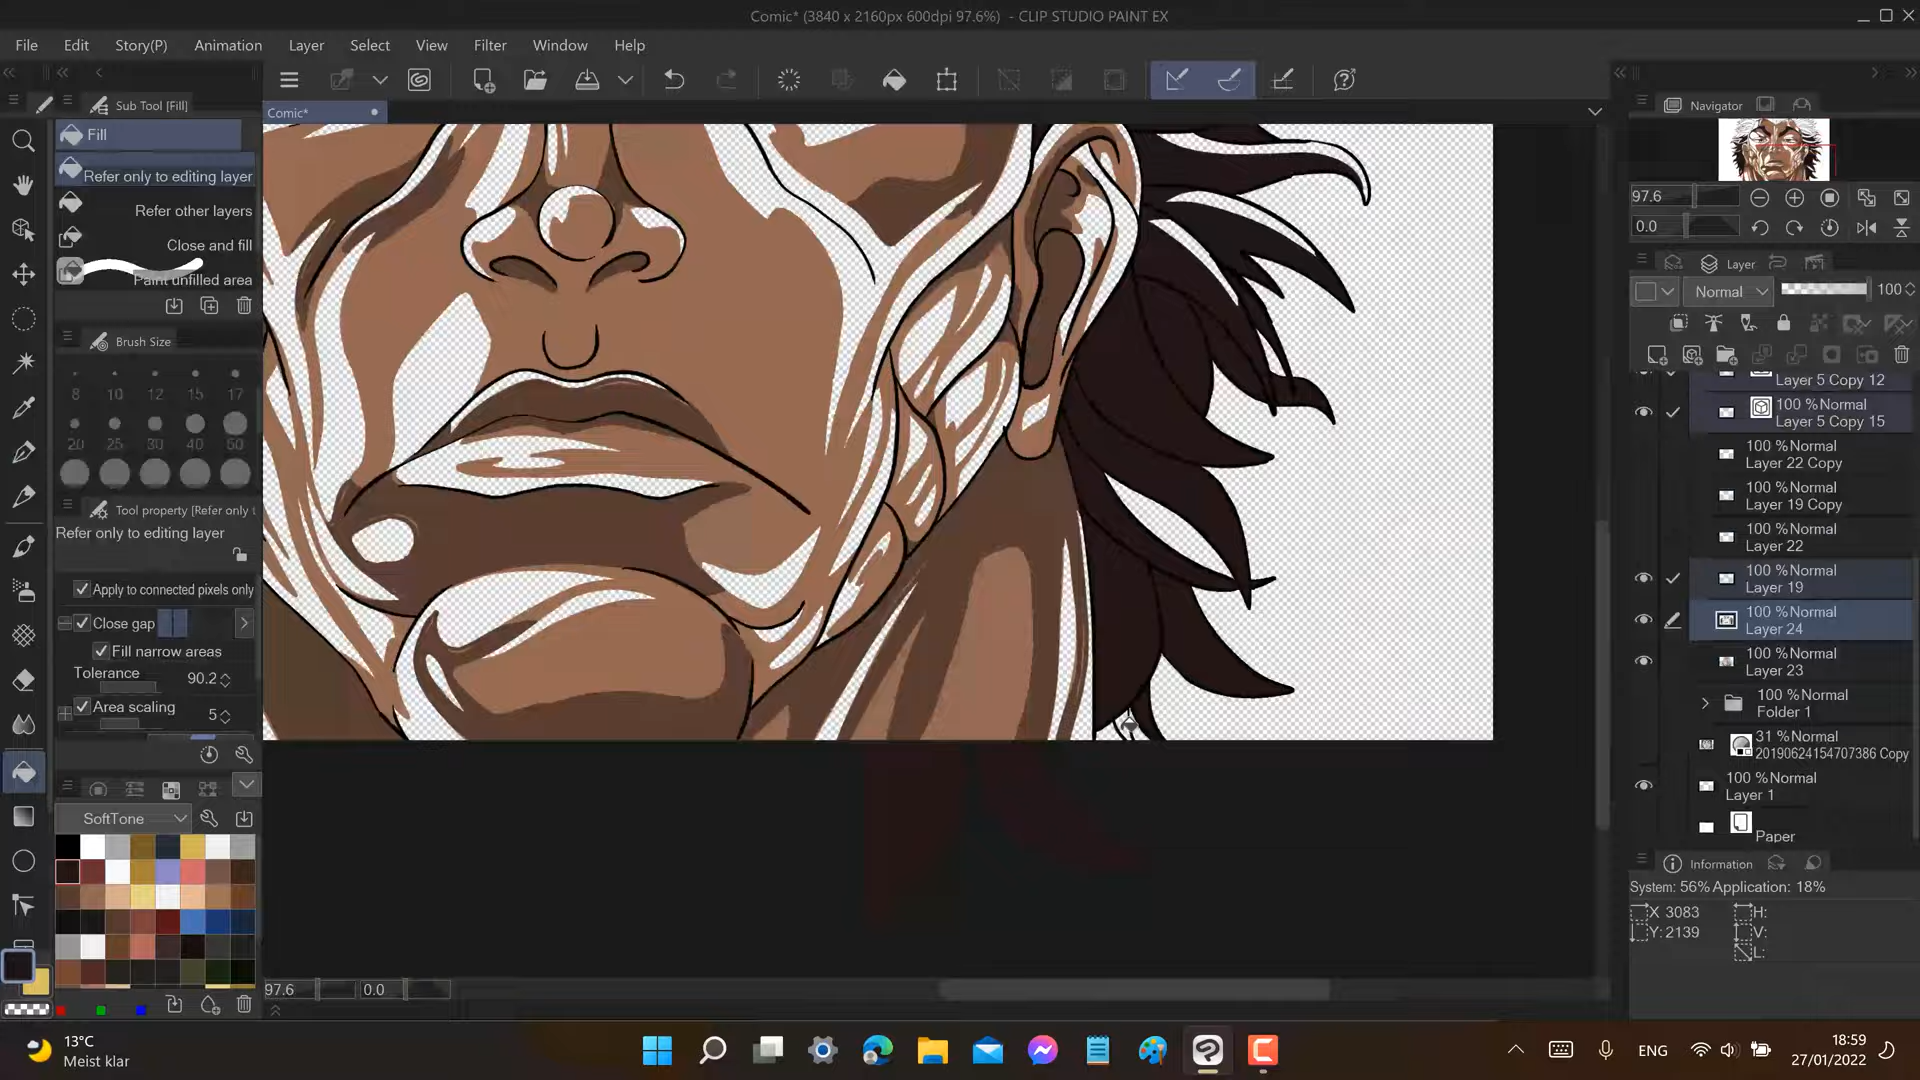 Comic* (3840 x 2160px 600dpi 97.6%) - CLIP STUDIO PAINT EX
File Edit Story(P) Animation Layer Select View Filter Window Help
Sub Tool [Fill]
Comic*
Navigator
Fill
Refer only to editing layer
Refer other layers
Close and fill
Paint unfilled area
97.6
0.0
Layer
Normal 100
Brush Size
8 10 12 15 17
20 25 30 40 50
Tool property [Refer only t
Refer only to editing layer
Apply to connected pixels only
Close gap
Fill narrow areas
Tolerance 90.2
Area scaling 5
SoftTone
Layer 5 Copy 12
100 %Normal
Layer 5 Copy 15
100 %Normal
Layer 22 Copy
100 %Normal
Layer 19 Copy
100 %Normal
Layer 22
100 %Normal
Layer 19
100 %Normal
Layer 24
100 %Normal
Layer 23
100 %Normal
Folder 1
31 %Normal
20190624154707386 Copy
100 %Normal
Layer 1
Paper
Information
System: 56% Application: 18%
X 3083 H:
Y: 2139 V:
L:
97.6 0.0
13°C
Meist klar
ENG
18:59
27/01/2022